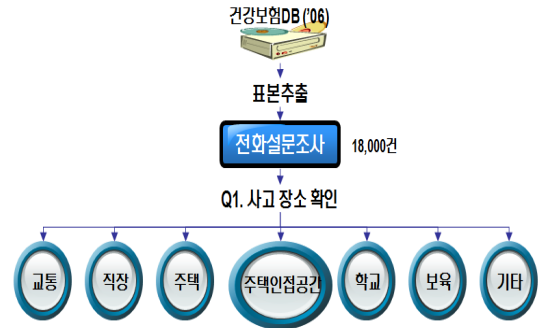 건강보험DB ('06)
표본추출
전화설문조사 18,000건
Q1. 사고 장소 확인
교통 직장 주택 주택인접공간 학교 보육 기타